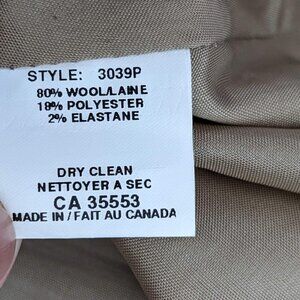 STYLE: 3039P
80% WOOL/LAINE
18% POLYESTER
2% ELASTANE
DRY CLEAN
NETTOYER A SEC
CA 35553
MADE IN / FAIT AU CANADA